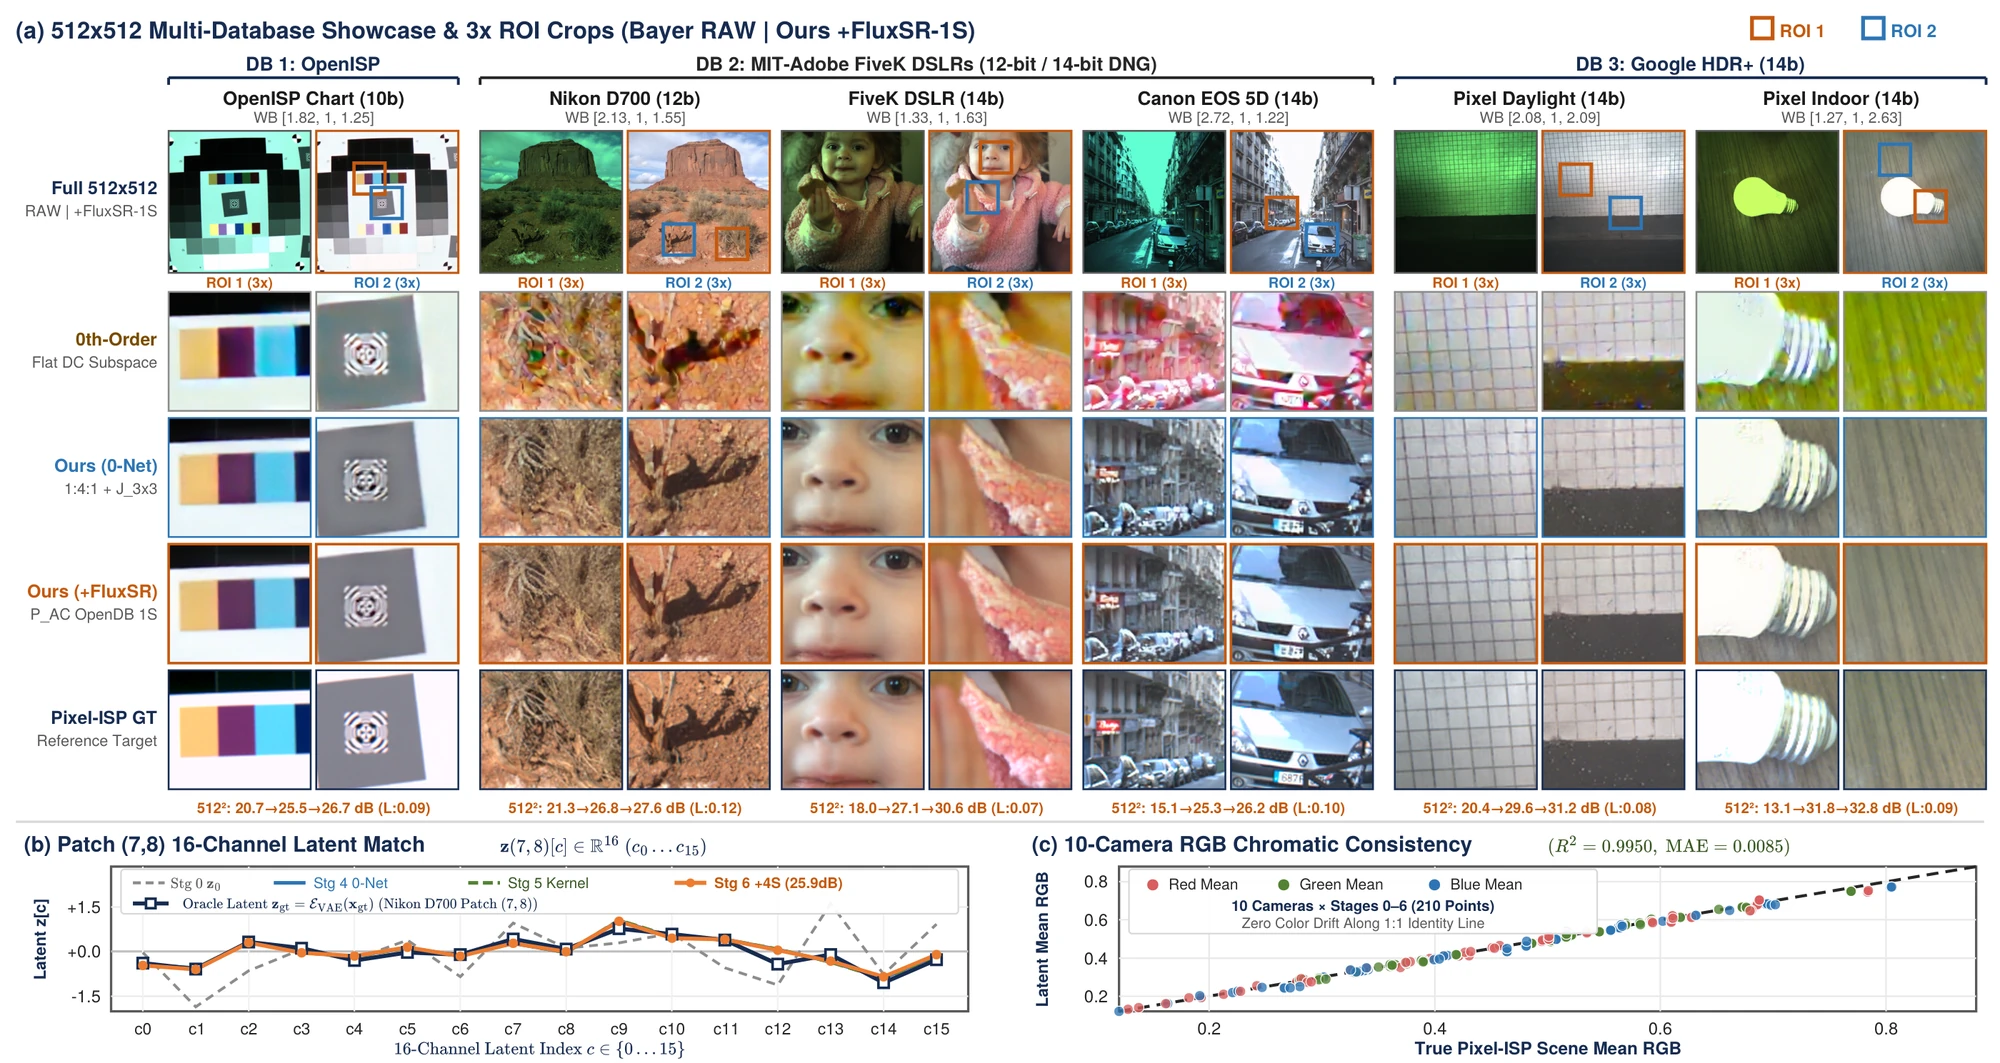 (a) 512x512 Multi-Database Showcase & 3x ROI Crops (Bayer RAW | Ours +FluxSR-1S)
ROI 1
ROI 2
DB 1: OpenISP
DB 2: MIT-Adobe FiveK DSLRs (12-bit / 14-bit DNG)
DB 3: Google HDR+ (14b)
OpenISP Chart (10b)
Nikon D700 (12b)
FiveK DSLR (14b)
Canon EOS 5D (14b)
Pixel Daylight (14b)
Pixel Indoor (14b)
WB [1.82, 1, 1.25]
WB [2.13, 1, 1.55]
WB [1.33, 1, 1.63]
WB [2.72, 1, 1.22]
WB [2.08, 1, 2.09]
WB [1.27, 1, 2.63]
Full 512x512
RAW | +FluxSR-1S
ROI 1 (3x)
ROI 2 (3x)
ROI 1 (3x)
ROI 2 (3x)
ROI 1 (3x)
ROI 2 (3x)
ROI 1 (3x)
ROI 2 (3x)
ROI 1 (3x)
ROI 2 (3x)
ROI 1 (3x)
ROI 2 (3x)
0th-Order
Flat DC Subspace
Ours (0-Net)
1:4:1 + J_3x3
Ours (+FluxSR)
P_AC OpenDB 1S
Pixel-ISP GT
Reference Target
512²: 20.7→25.5→26.7 dB (L:0.09)
512²: 21.3→26.8→27.6 dB (L:0.12)
512²: 18.0→27.1→30.6 dB (L:0.07)
512²: 15.1→25.3→26.2 dB (L:0.10)
512²: 20.4→29.6→31.2 dB (L:0.08)
512²: 13.1→31.8→32.8 dB (L:0.09)
(b) Patch (7,8) 16-Channel Latent Match
z(7,8)[c] ∈ ℝ¹⁶ (c₀…c₁₅)
Stg 0 z₀
Stg 4 0-Net
Stg 5 Kernel
Stg 6 +4S (25.9dB)
Oracle Latent z_gt = ℰ_VAE(x_gt) (Nikon D700 Patch (7,8))
Latent z[c]
+1.5
+0.0
-1.5
c0 c1 c2 c3 c4 c5 c6 c7 c8 c9 c10 c11 c12 c13 c14 c15
16-Channel Latent Index c ∈ {0…15}
(c) 10-Camera RGB Chromatic Consistency
(R² = 0.9950, MAE = 0.0085)
Red Mean
Green Mean
Blue Mean
10 Cameras × Stages 0–6 (210 Points)
Zero Color Drift Along 1:1 Identity Line
Latent Mean RGB
0.8
0.6
0.4
0.2
0.2 0.4 0.6 0.8
True Pixel-ISP Scene Mean RGB